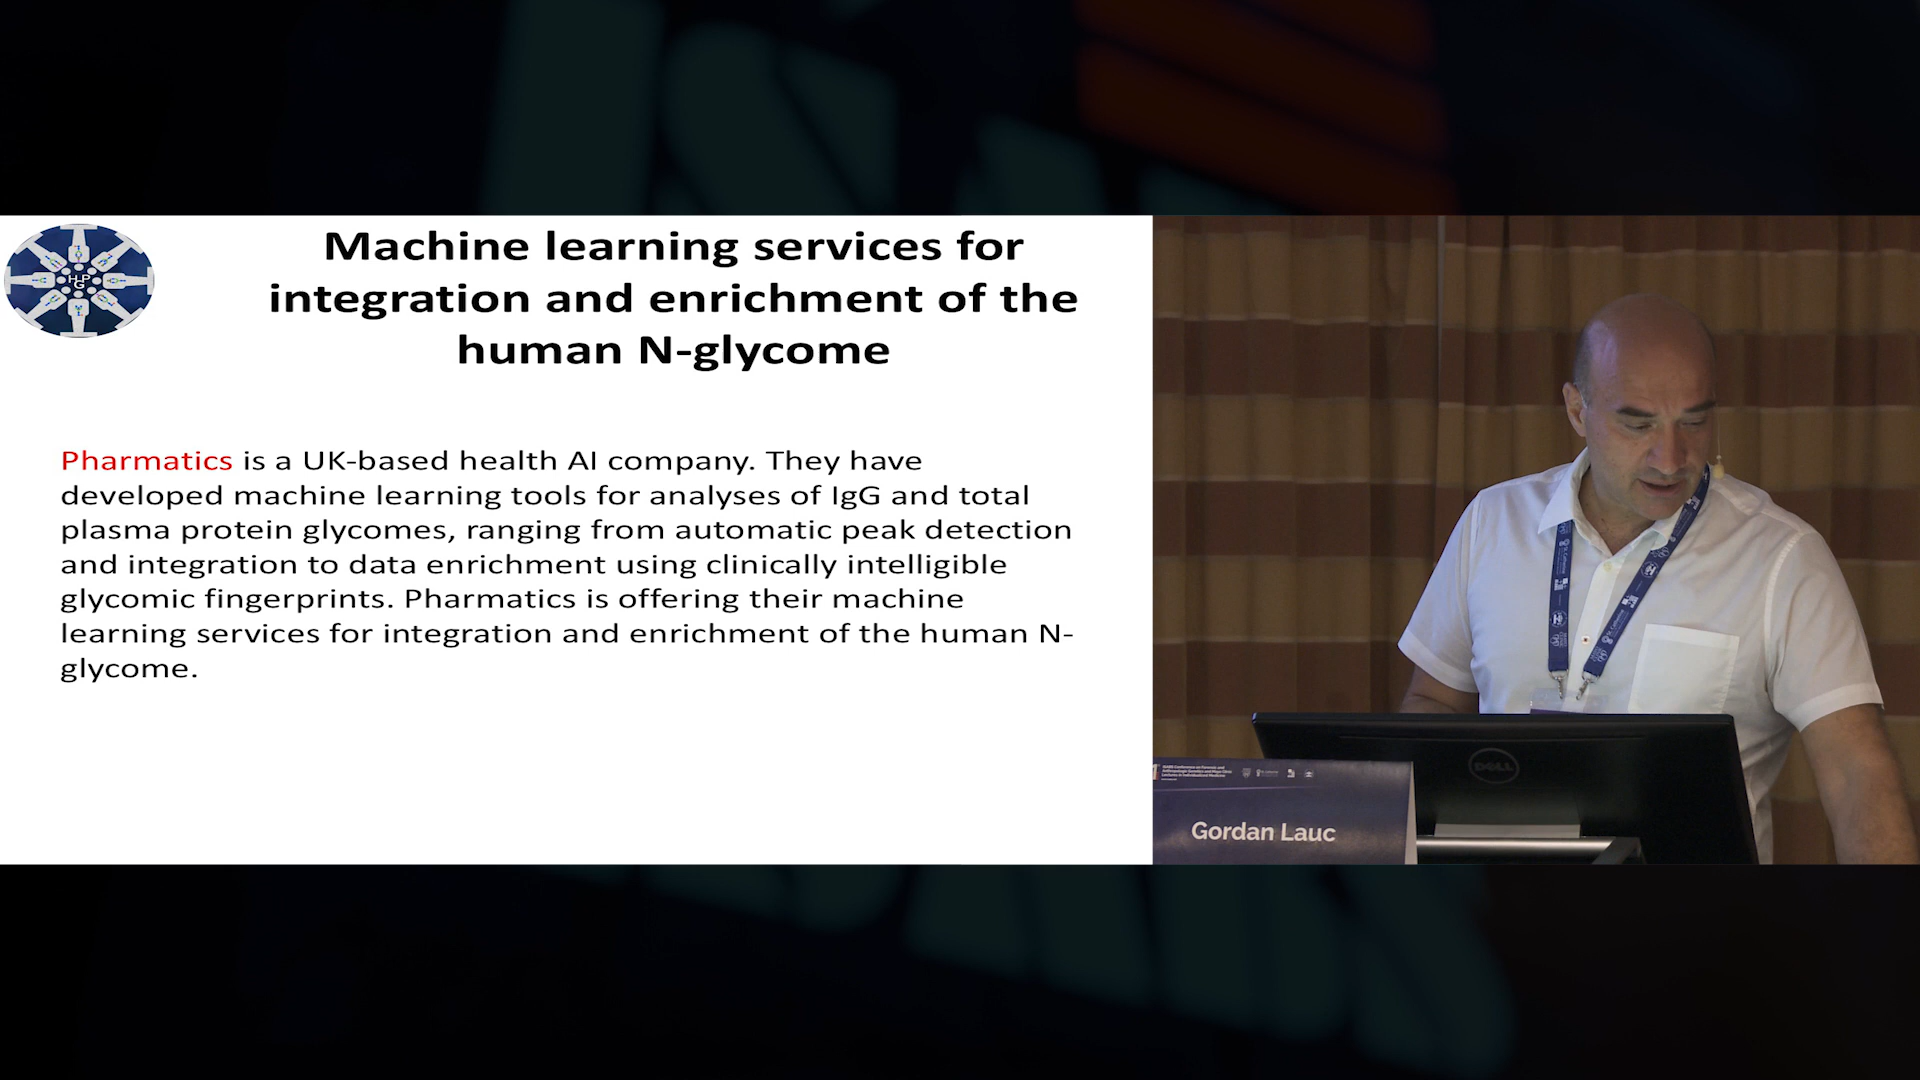 Machine learning services for
integration and enrichment of the
human N-glycome
Pharmatics is a UK-based health AI company. They have
developed machine learning tools for analyses of IgG and total
plasma protein glycomes, ranging from automatic peak detection
and integration to data enrichment using clinically intelligible
glycomic fingerprints. Pharmatics is offering their machine
learning services for integration and enrichment of the human N-
glycome.
DELL
Gordan Lauc